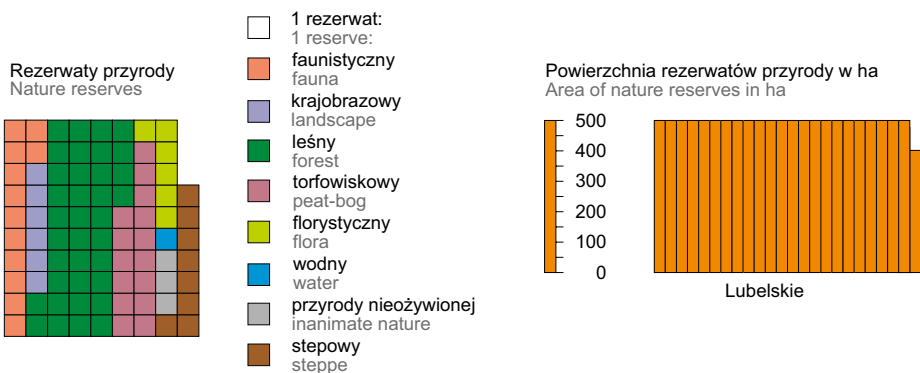 Rezerwaty przyrody
Nature reserves
1 rezerwat:
1 reserve:
faunistyczny
fauna
krajobrazowy
landscape
leśny
forest
torfowiskowy
peat-bog
florystyczny
flora
wodny
water
przyrody nieożywionej
inanimate nature
stepowy
steppe
Powierzchnia rezerwatów przyrody w ha
Area of nature reserves in ha
500
400
300
200
100
0
Lubelskie